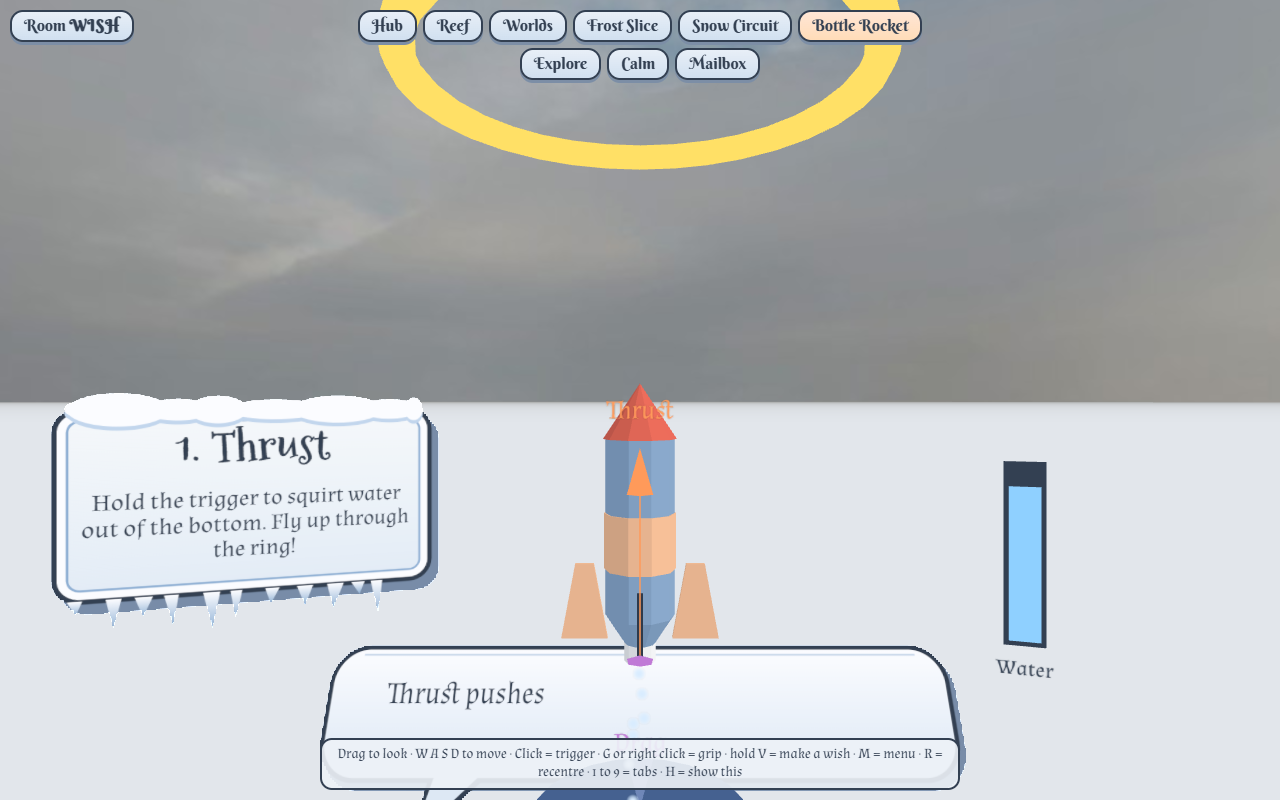 Room WISH
Hub
Reef
Worlds
Frost Slice
Snow Circuit
Bottle Rocket
Explore
Calm
Mailbox
Thrust
1. Thrust
Hold the trigger to squirt water
out of the bottom. Fly up through
the ring!
Water
Thrust pushes
Drag to look · W A S D to move · Click = trigger · G or right click = grip · hold V = make a wish · M = menu · R =
recentre · 1 to 9 = tabs · H = show this